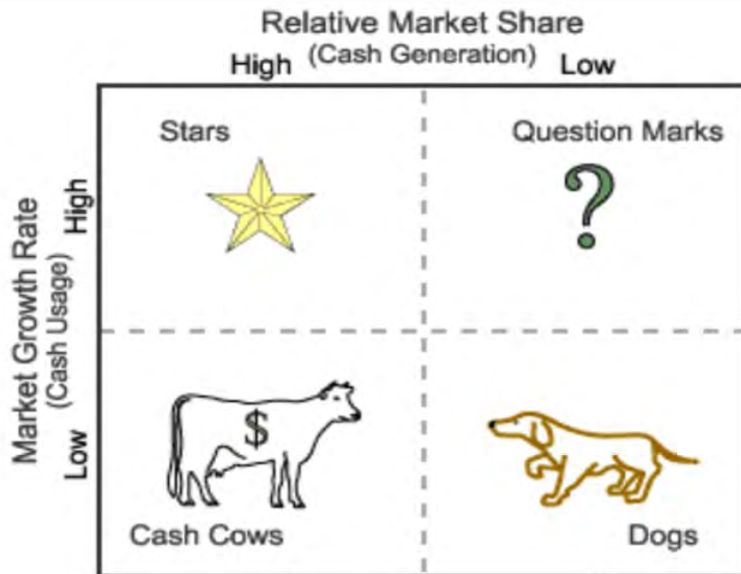 Relative Market Share
High (Cash Generation) Low
Stars
Question Marks
?
Market Growth Rate
(Cash Usage)
High
Low
$
Cash Cows
Dogs